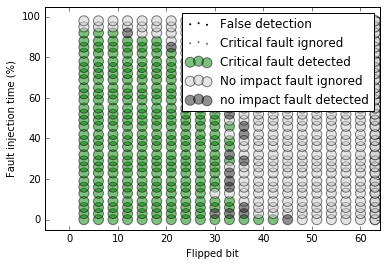 False detection
Critical fault ignored
Critical fault detected
No impact fault ignored
no impact fault detected
100
80
60
40
20
0
Fault injection time (%)
0 10 20 30 40 50 60
Flipped bit